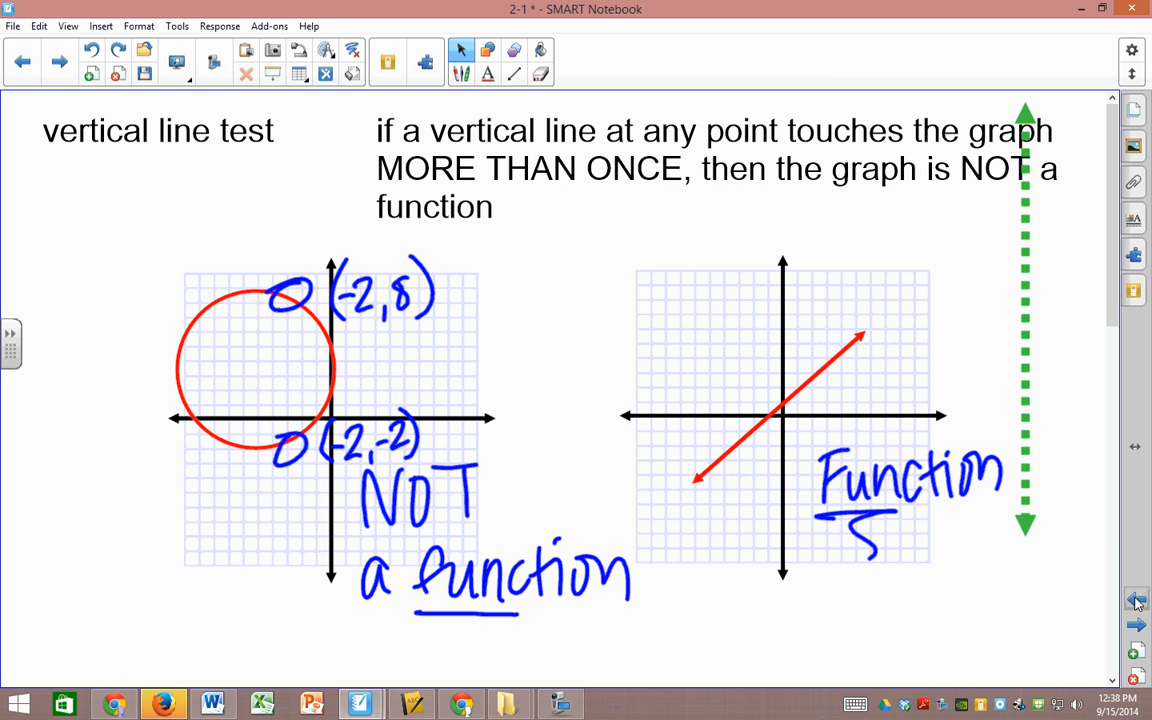 2-1 * - SMART Notebook
File Edit View Insert Format Tools Response Add-ons Help
vertical line test
if a vertical line at any point touches the graph
MORE THAN ONCE, then the graph is NOT a
function
(-2,8)
(-2,-2)
NOT
a function
Function
12:38 PM
9/15/2014